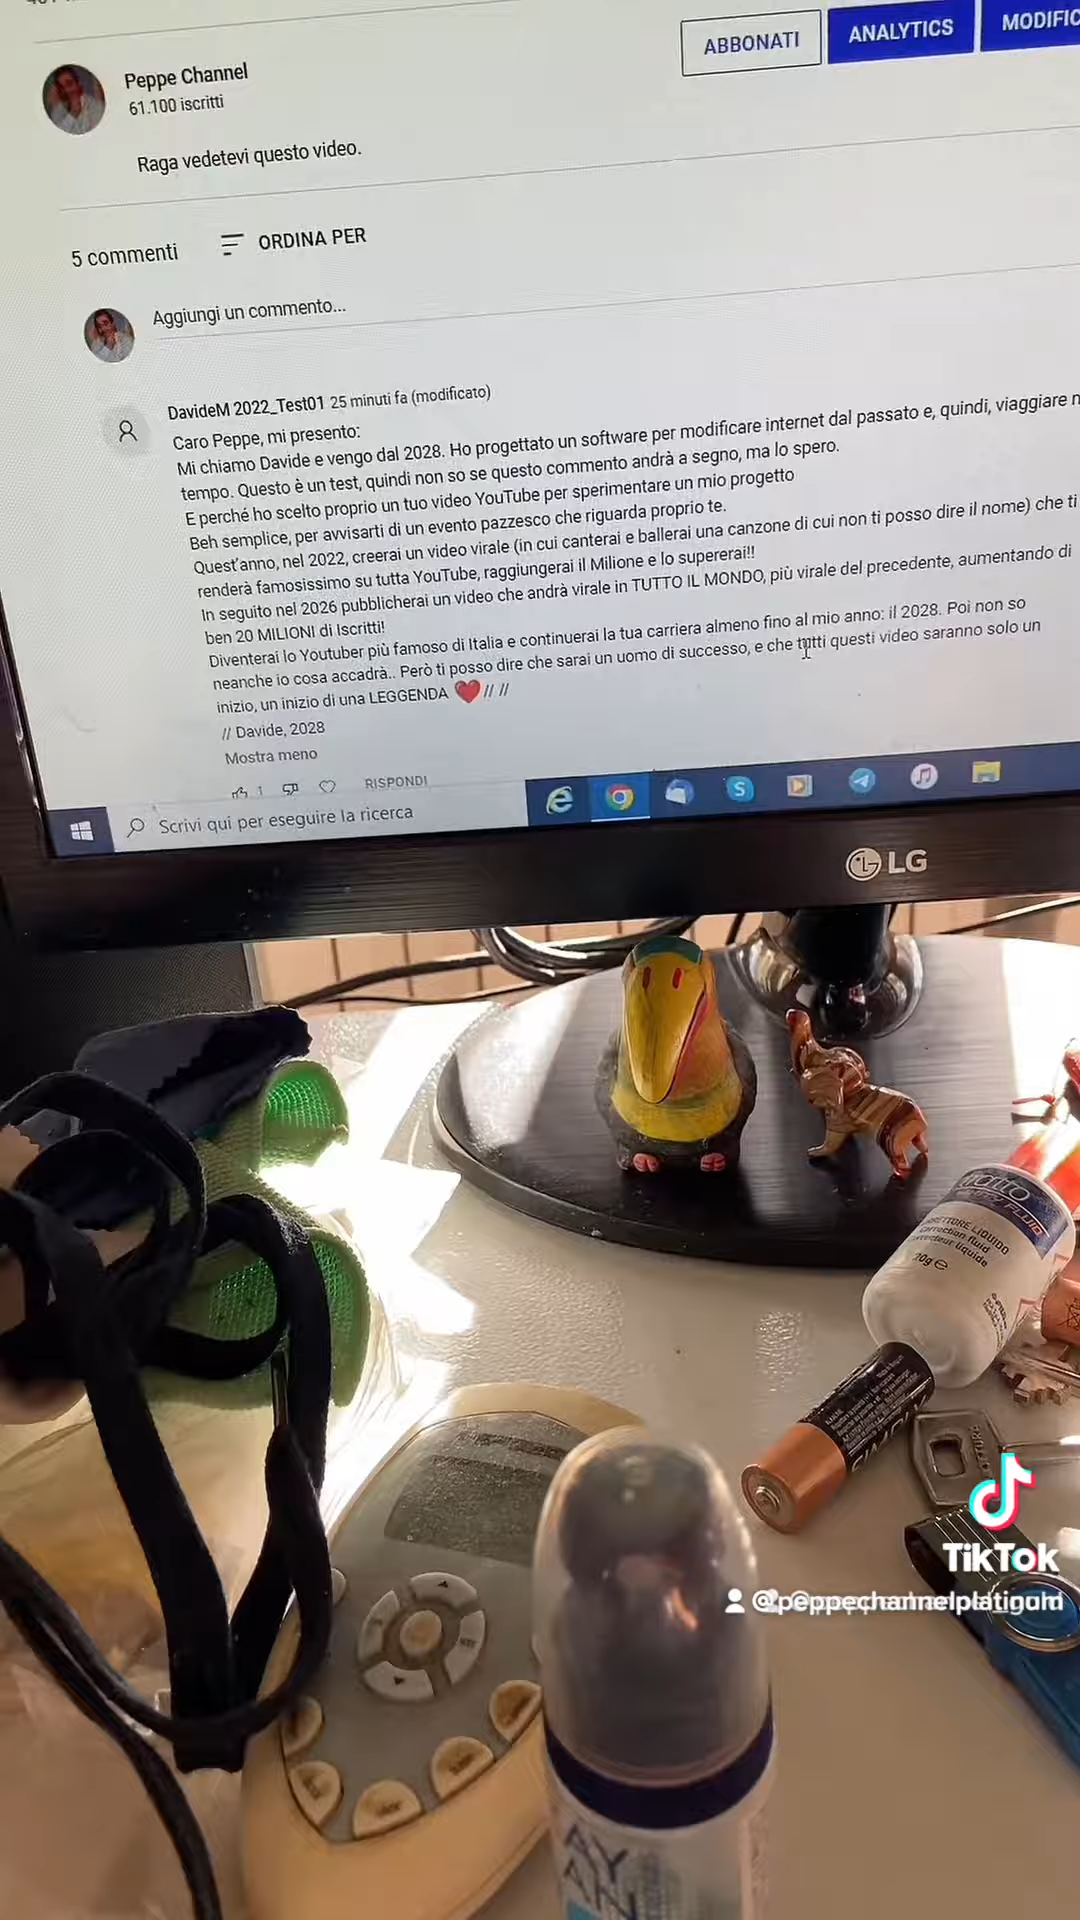 ABBONATI
ANALYTICS
MODIFIC
Peppe Channel
61.100 iscritti
Raga vedetevi questo video.
5 commenti
ORDINA PER
Aggiungi un commento...
DavideM 2022_Test01 25 minuti fa (modificato)
Caro Peppe, mi presento:
Mi chiamo Davide e vengo dal 2028. Ho progettato un software per modificare internet dal passato e, quindi, viaggiare n
tempo. Questo è un test, quindi non so se questo commento andrà a segno, ma lo spero.
E perché ho scelto proprio un tuo video YouTube per sperimentare un mio progetto
Beh semplice, per avvisarti di un evento pazzesco che riguarda proprio te.
Quest'anno, nel 2022, creerai un video virale (in cui canterai e ballerai una canzone di cui non ti posso dire il nome) che ti
renderà famosissimo su tutta YouTube, raggiungerai il Milione e lo supererai!!
In seguito nel 2026 pubblicherai un video che andrà virale in TUTTO IL MONDO, più virale del precedente, aumentando di
ben 20 MILIONI di Iscritti!
Diventerai lo Youtuber più famoso di Italia e continuerai la tua carriera almeno fino al mio anno: il 2028. Poi non so
neanche io cosa accadrà.. Però ti posso dire che sarai un uomo di successo, e che tutti questi video saranno solo un
inizio, un inizio di una LEGGENDA ❤️ // //
// Davide, 2028
Mostra meno
1
RISPONDI
Scrivi qui per eseguire la ricerca
LG
FLUID
CORRETTORE LIQUIDO
Correction fluid
Correcteur liquide
20g e
TikTok